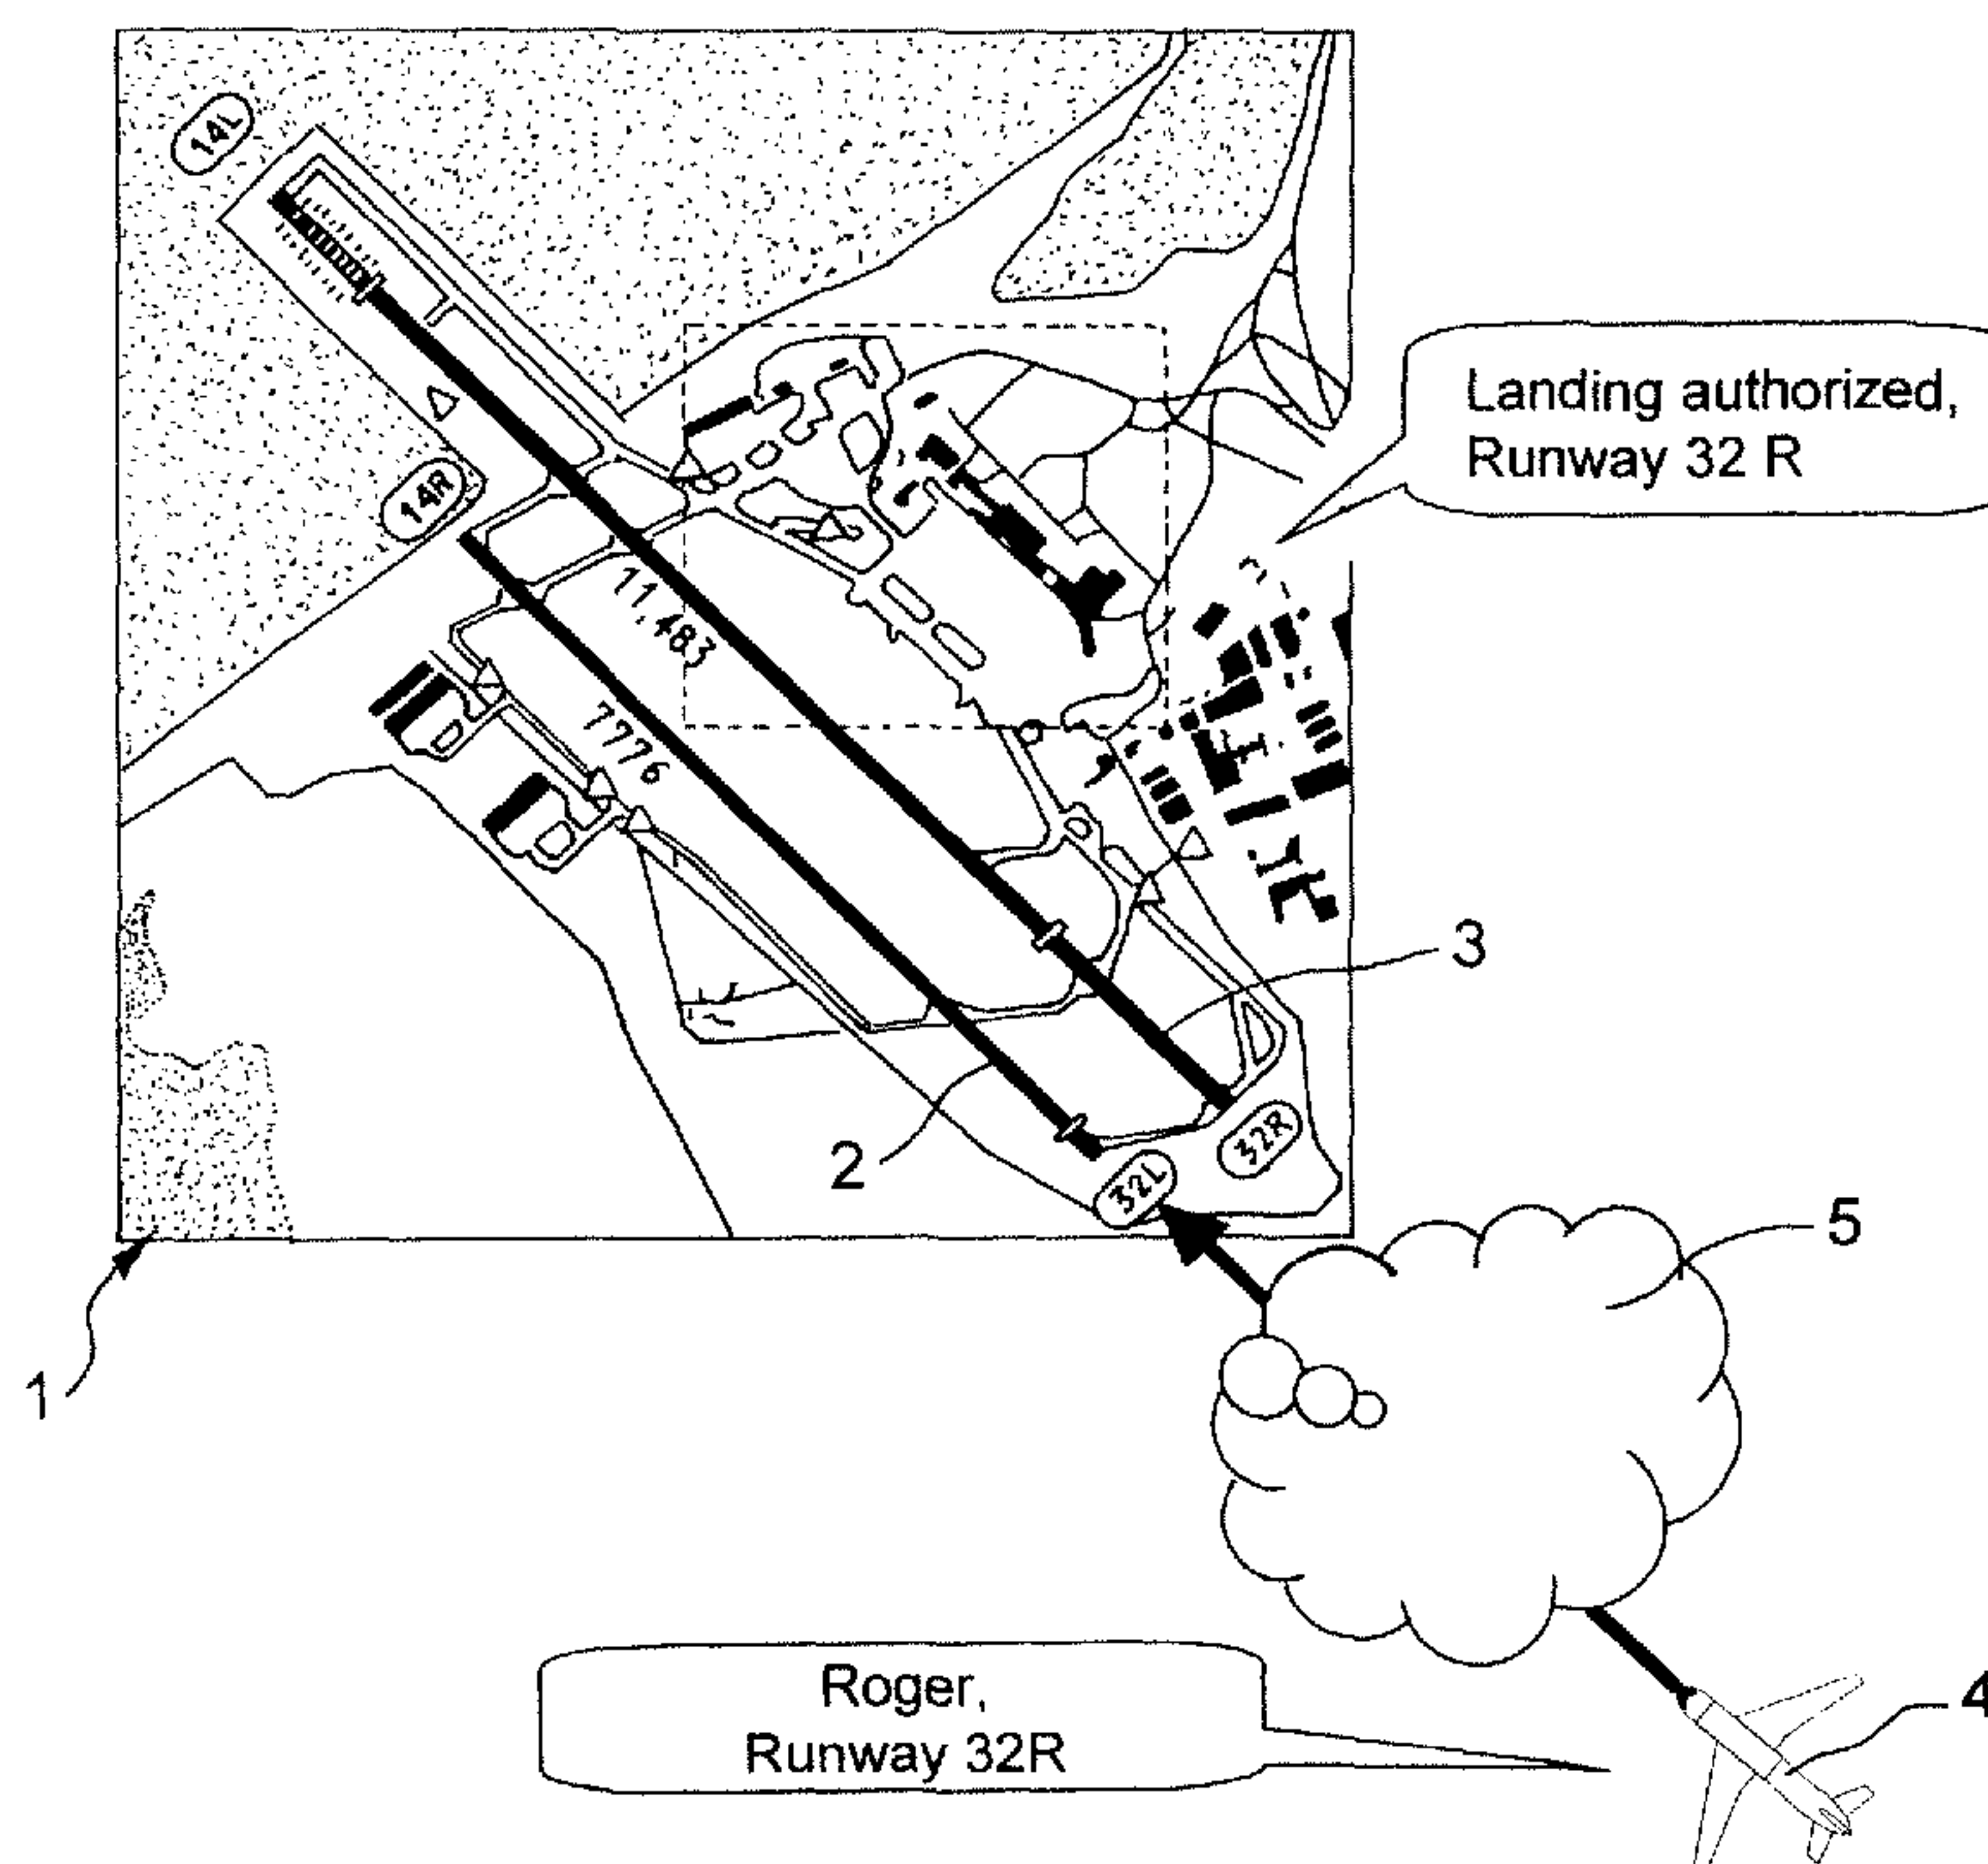 14L
14R
Landing authorized,
Runway 32 R
11,483
7776
3
2
32R
32L
5
1
Roger,
Runway 32R
4